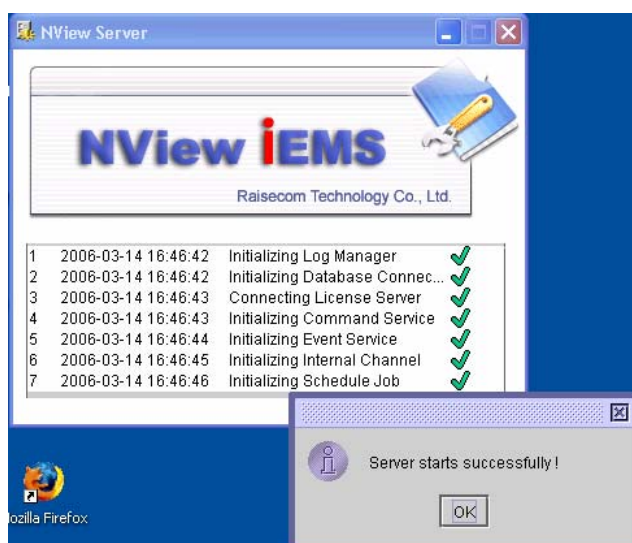 NView Server
NView iEMS
Raisecom Technology Co., Ltd.
1 2006-03-14 16:46:42 Initializing Log Manager
2 2006-03-14 16:46:42 Initializing Database Connec...
3 2006-03-14 16:46:43 Connecting License Server
4 2006-03-14 16:46:43 Initializing Command Service
5 2006-03-14 16:46:44 Initializing Event Service
6 2006-03-14 16:46:45 Initializing Internal Channel
7 2006-03-14 16:46:46 Initializing Schedule Job
Server starts successfully !
OK
ozilla Firefox